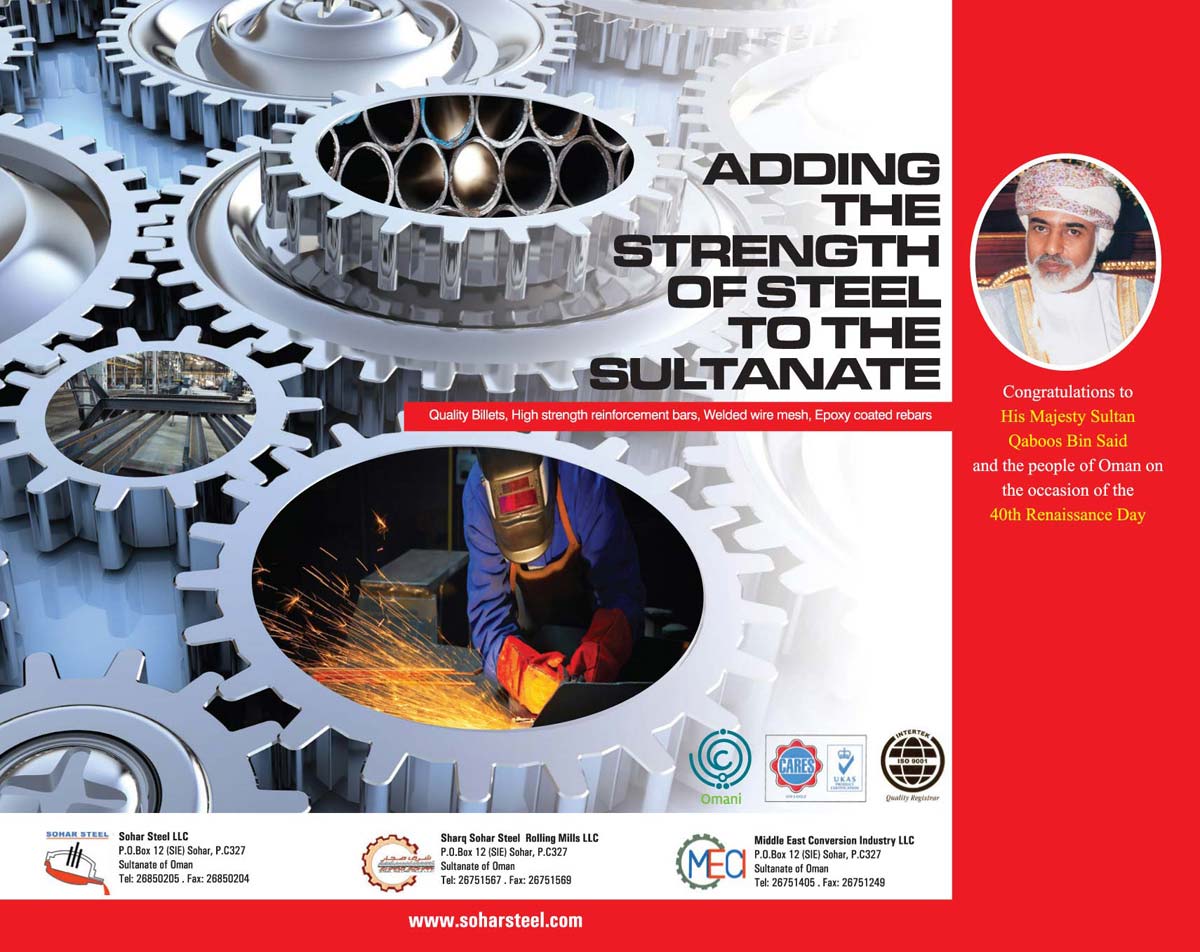 ADDING
THE
STRENGTH
OF STEEL
TO THE
SULTANATE
Quality Billets, High strength reinforcement bars, Welded wire mesh, Epoxy coated rebars
Congratulations to
His Majesty Sultan
Qaboos Bin Said
and the people of Oman on
the occasion of the
40th Renaissance Day
Omani
CARES
UKAS
PRODUCT
CERTIFICATION
INTERTEK
ISO 9001
Quality Registrar
SOHAR STEEL
Sohar Steel LLC
P.O.Box 12 (SIE) Sohar, P.C327
Sultanate of Oman
Tel: 26850205 . Fax: 26850204
Sharq Sohar Steel Rolling Mills LLC
P.O.Box 12 (SIE) Sohar, P.C327
Sultanate of Oman
Tel: 26751567 . Fax: 26751569
MECI
Middle East Conversion Industry LLC
P.O.Box 12 (SIE) Sohar, P.C327
Sultanate of Oman
Tel: 26751405 . Fax: 26751249
www.soharsteel.com